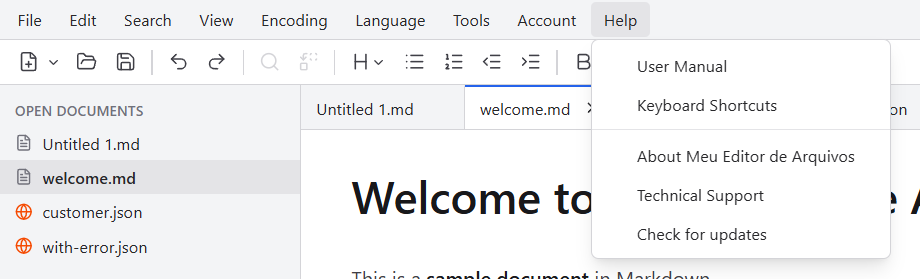 File Edit Search View Encoding Language Tools Account Help
H B
User Manual
Keyboard Shortcuts
About Meu Editor de Arquivos
Technical Support
Check for updates
OPEN DOCUMENTS
Untitled 1.md
welcome.md
customer.json
with-error.json
Untitled 1.md welcome.md on
Welcome to e A
This is a sample document in Markdown